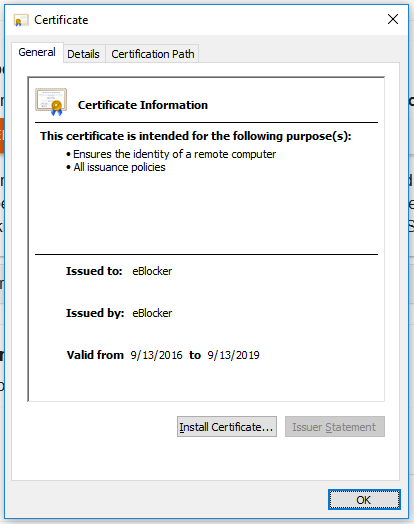 Certificate
General
Details
Certification Path
Certificate Information
This certificate is intended for the following purpose(s):
• Ensures the identity of a remote computer
• All issuance policies
Issued to: eBlocker
Issued by: eBlocker
Valid from 9/13/2016 to 9/13/2019
Install Certificate...
Issuer Statement
OK